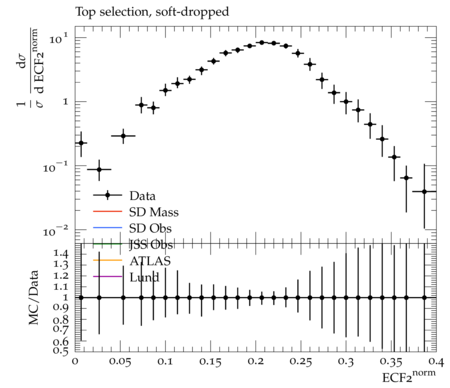 Top selection, soft-dropped
1/σ dσ/d ECF2^norm
10^1
1
10^−1
10^−2
Data
SD Mass
SD Obs
JSS Obs
ATLAS
Lund
MC/Data
1.4
1.3
1.2
1.1
1
0.9
0.8
0.7
0.6
0.5
0 0.05 0.1 0.15 0.2 0.25 0.3 0.35 0.4
ECF2^norm